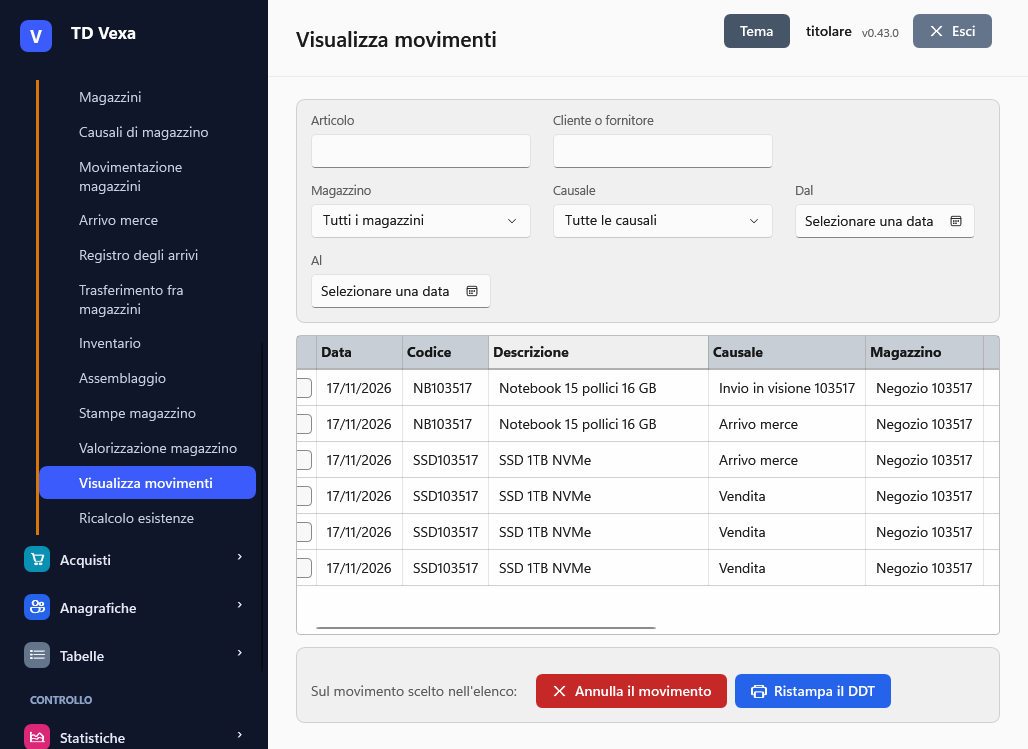 V TD Vexa
Magazzini
Causali di magazzino
Movimentazione
magazzini
Arrivo merce
Registro degli arrivi
Trasferimento fra
magazzini
Inventario
Assemblaggio
Stampe magazzino
Valorizzazione magazzino
Visualizza movimenti
Ricalcolo esistenze
Acquisti
Anagrafiche
Tabelle
CONTROLLO
Statistiche
Visualizza movimenti
Tema titolare v0.43.0 Esci
Articolo Cliente o fornitore
Magazzino Causale Dal
Tutti i magazzini Tutte le causali Selezionare una data
Al
Selezionare una data
Data Codice Descrizione Causale Magazzino
17/11/2026 NB103517 Notebook 15 pollici 16 GB Invio in visione 103517 Negozio 103517
17/11/2026 NB103517 Notebook 15 pollici 16 GB Arrivo merce Negozio 103517
17/11/2026 SSD103517 SSD 1TB NVMe Arrivo merce Negozio 103517
17/11/2026 SSD103517 SSD 1TB NVMe Vendita Negozio 103517
17/11/2026 SSD103517 SSD 1TB NVMe Vendita Negozio 103517
17/11/2026 SSD103517 SSD 1TB NVMe Vendita Negozio 103517
Sul movimento scelto nell'elenco: Annulla il movimento Ristampa il DDT